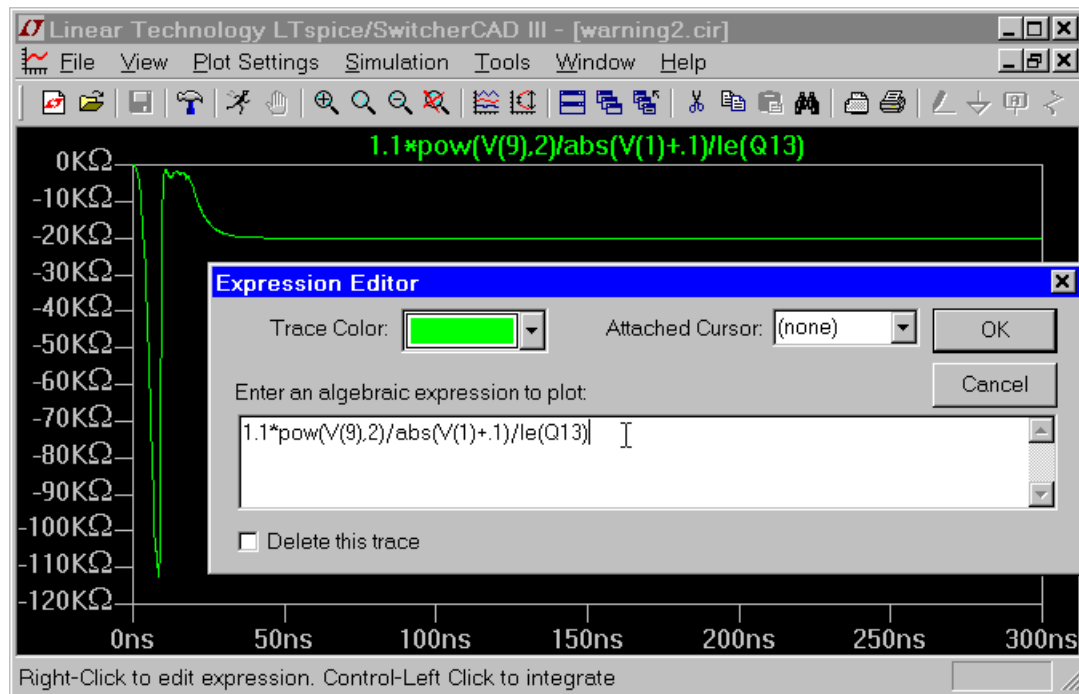 Linear Technology LTspice/SwitcherCAD III - [warning2.cir]
File View Plot Settings Simulation Tools Window Help
1.1*pow(V(9),2)/abs(V(1)+.1)/Ie(Q13)
0KΩ
-10KΩ
-20KΩ
-30KΩ
-40KΩ
-50KΩ
-60KΩ
-70KΩ
-80KΩ
-90KΩ
-100KΩ
-110KΩ
-120KΩ
0ns 50ns 100ns 150ns 200ns 250ns 300ns
Expression Editor
Trace Color: Attached Cursor: (none) OK
Cancel
Enter an algebraic expression to plot:
1.1*pow(V(9),2)/abs(V(1)+.1)/Ie(Q13)
Delete this trace
Right-Click to edit expression. Control-Left Click to integrate